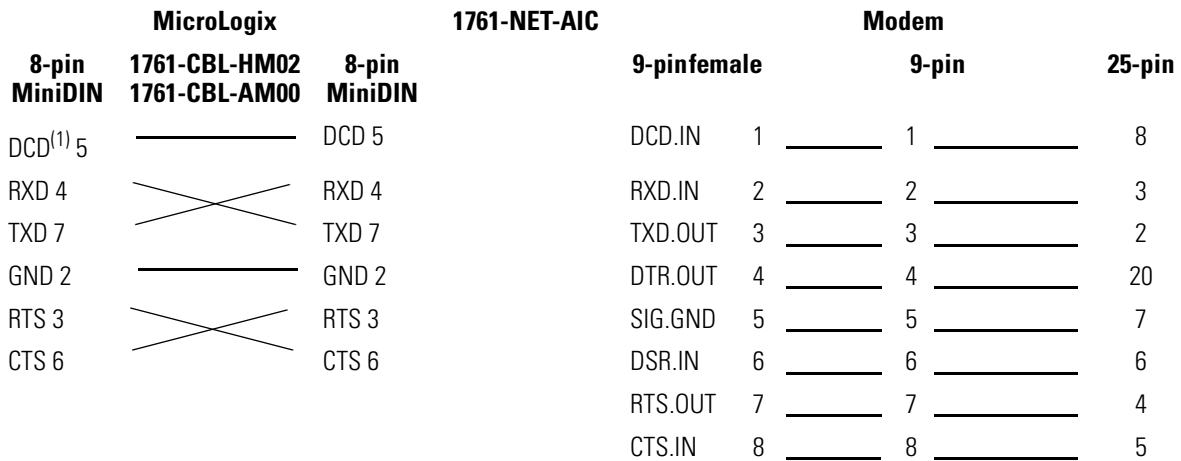 MicroLogix 1761-NET-AIC Modem
8-pin 1761-CBL-HM02 8-pin 9-pinfemale 9-pin 25-pin
MiniDIN 1761-CBL-AM00 MiniDIN
DCD(1) 5 DCD 5 DCD.IN 1 1 8
RXD 4 RXD 4 RXD.IN 2 2 3
TXD 7 TXD 7 TXD.OUT 3 3 2
GND 2 GND 2 DTR.OUT 4 4 20
RTS 3 RTS 3 SIG.GND 5 5 7
CTS 6 CTS 6 DSR.IN 6 6 6
RTS.OUT 7 7 4
CTS.IN 8 8 5